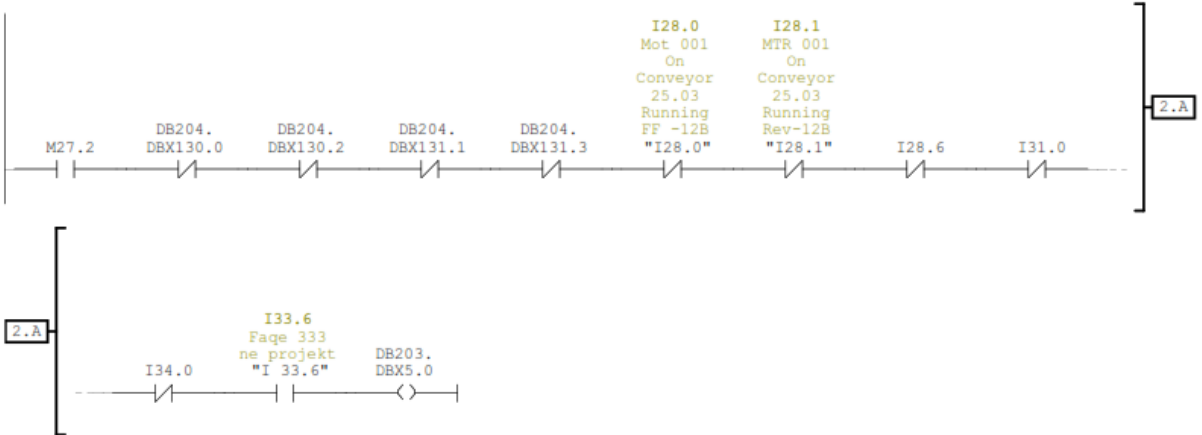 I28.0 I28.1
Mot 001 MTR 001
On On
Conveyor Conveyor
25.03 25.03
Running Running
2.A
DB204. DB204. DB204. DB204. FF -12B Rev-12B
M27.2 DBX130.0 DBX130.2 DBX131.1 DBX131.3 "I28.0" "I28.1" I28.6 I31.0
I33.6
2.A
Faqe 333
ne projekt DB203.
I34.0 "I 33.6" DBX5.0